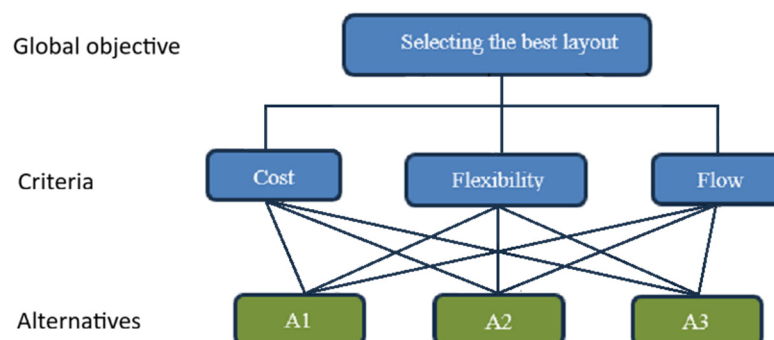 Global objective
Selecting the best layout
Criteria
Cost
Flexibility
Flow
Alternatives
A1
A2
A3